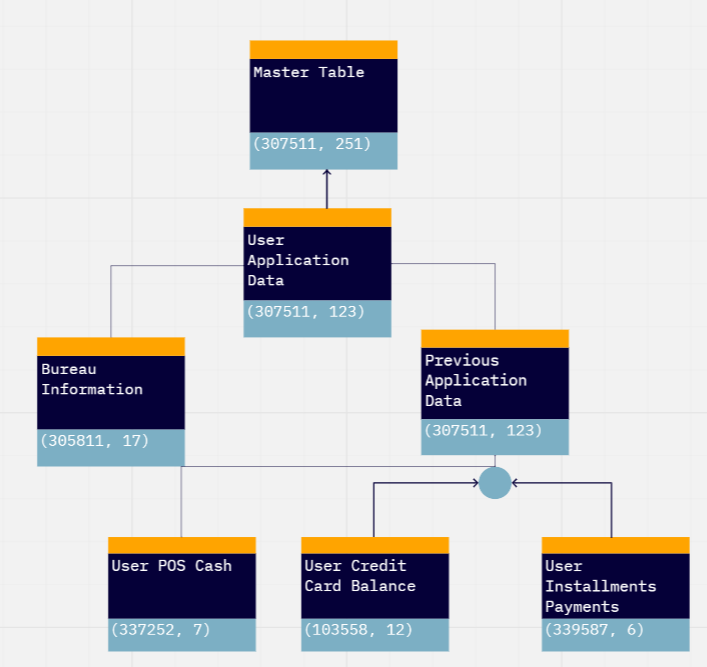 Master Table
(307511, 251)
User
Application
Data
(307511, 123)
Bureau
Information
(305811, 17)
Previous
Application
Data
(307511, 123)
User POS Cash
(337252, 7)
User Credit
Card Balance
(103558, 12)
User
Installments
Payments
(339587, 6)